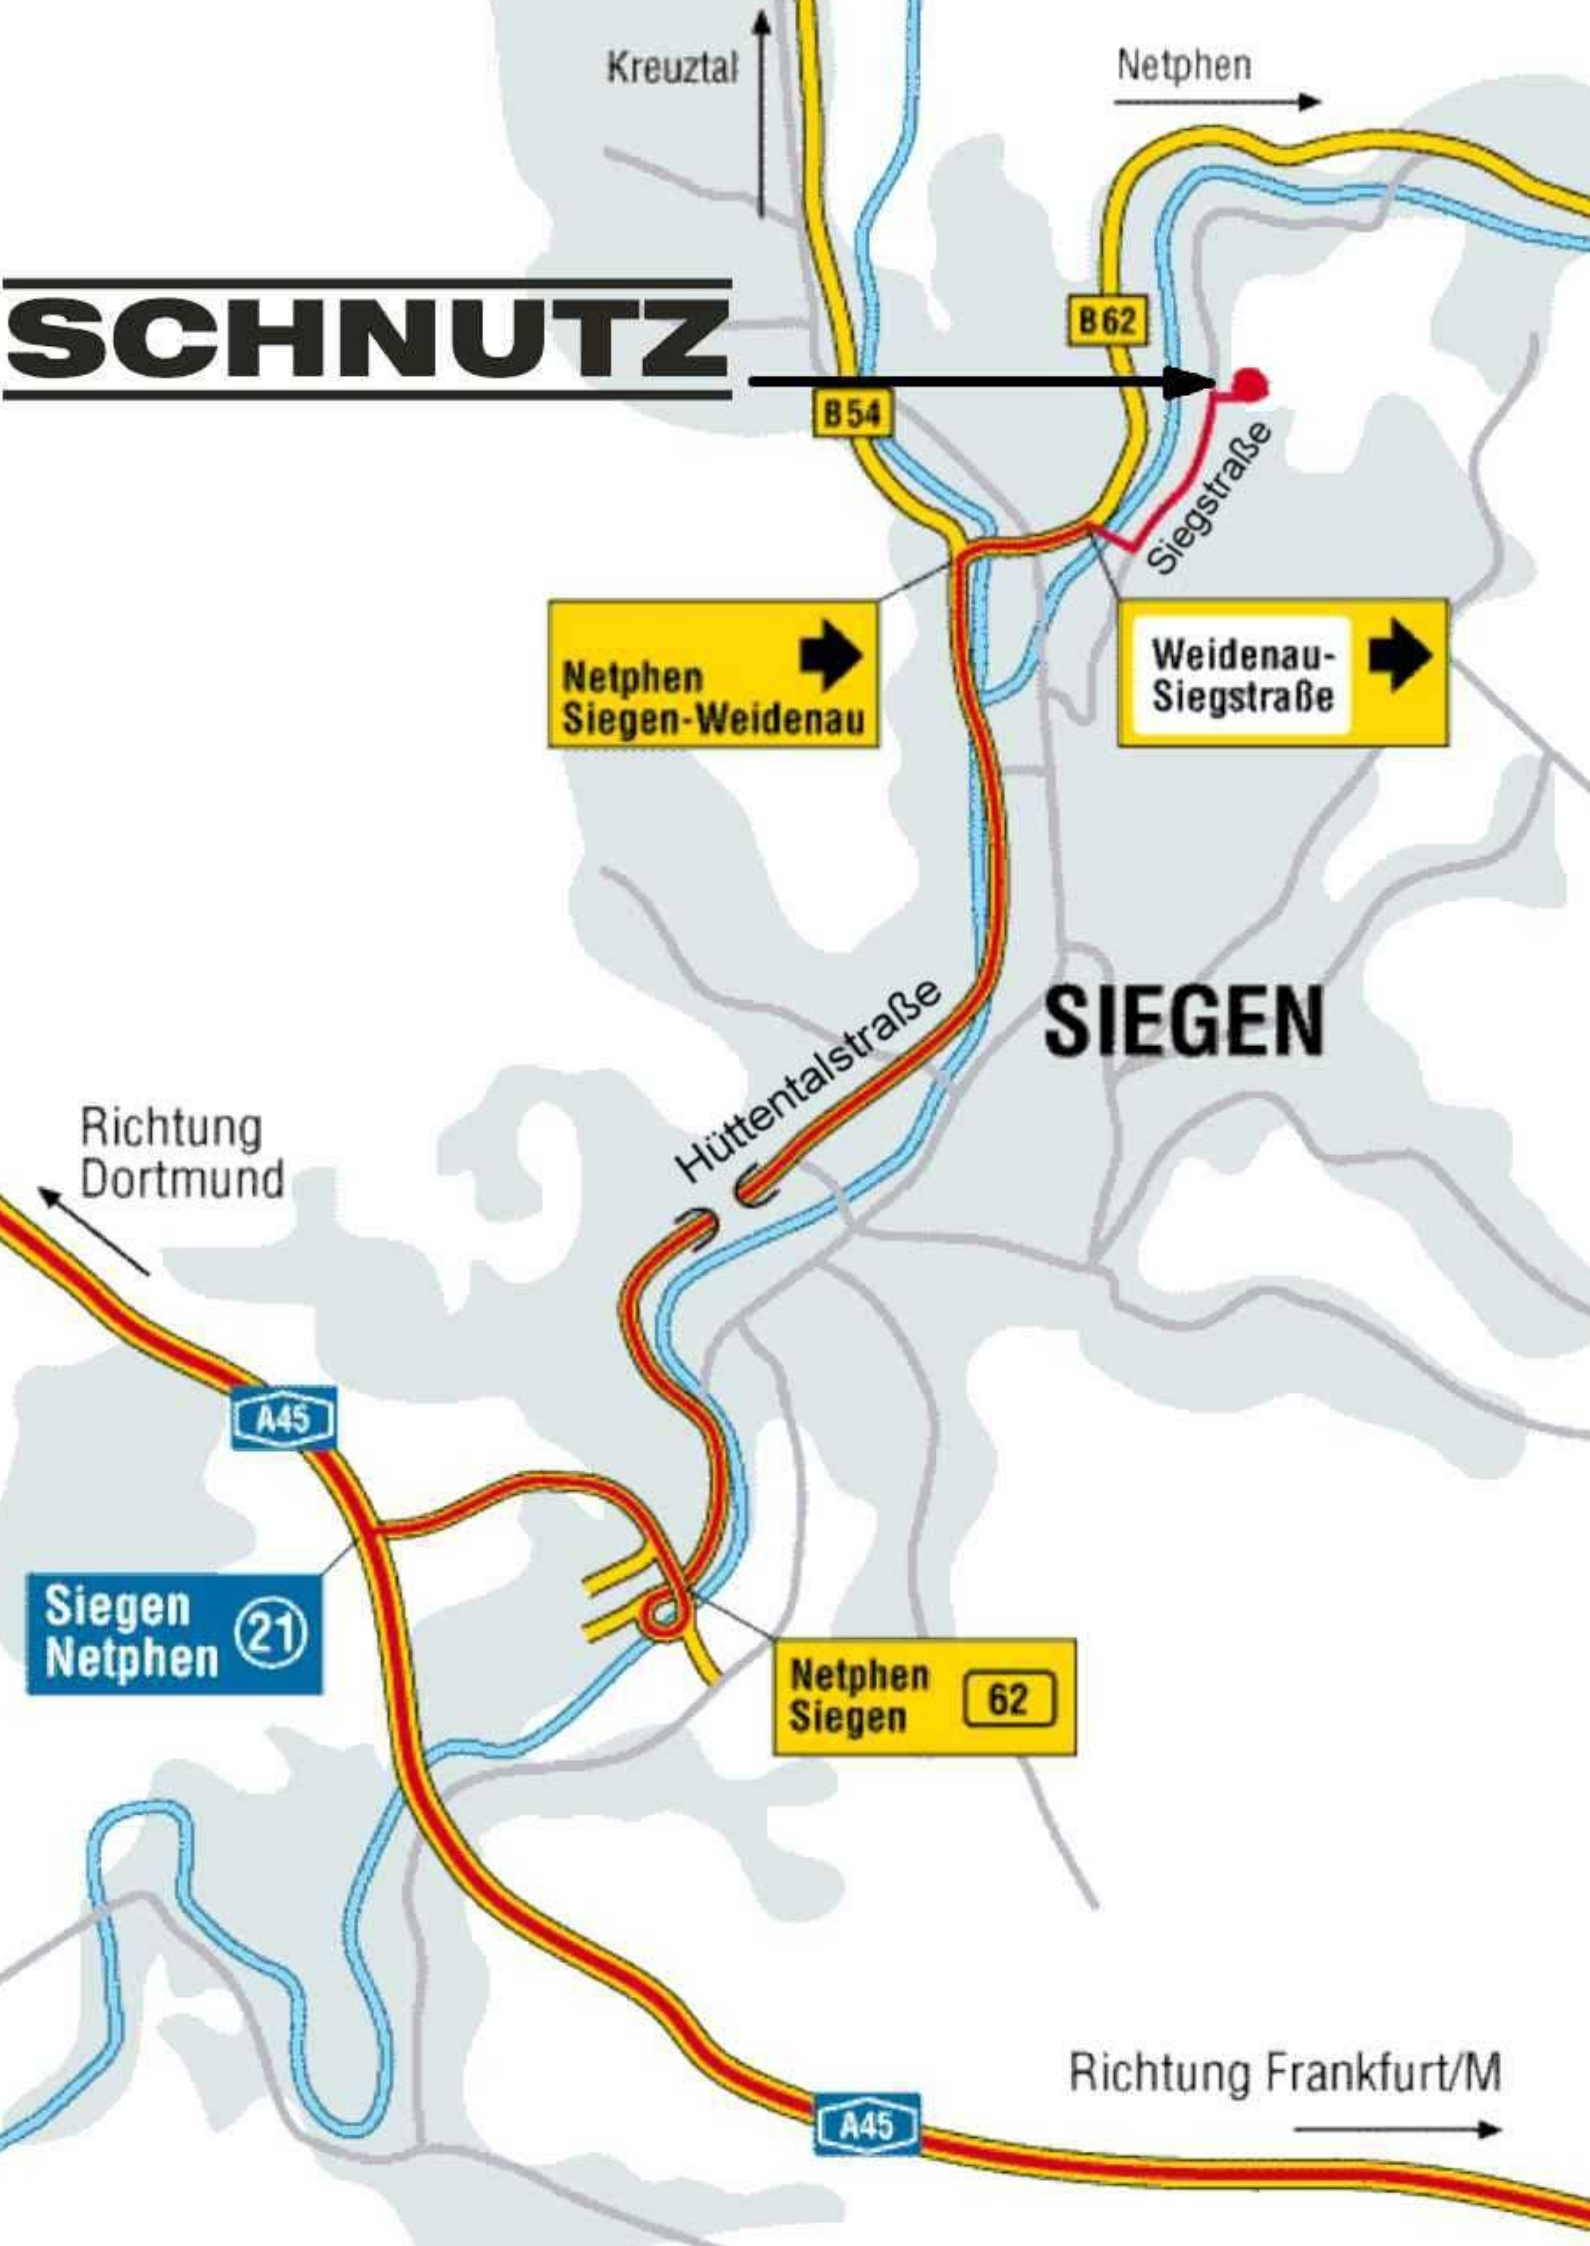 Kreuztal
Netphen
SCHNUTZ
B62
B54
Siegstraße
Netphen
Siegen-Weidenau
Weidenau-
Siegstraße
Hüttentalstraße
SIEGEN
Richtung
Dortmund
A45
Siegen
Netphen
21
Netphen
Siegen
62
Richtung Frankfurt/M
A45